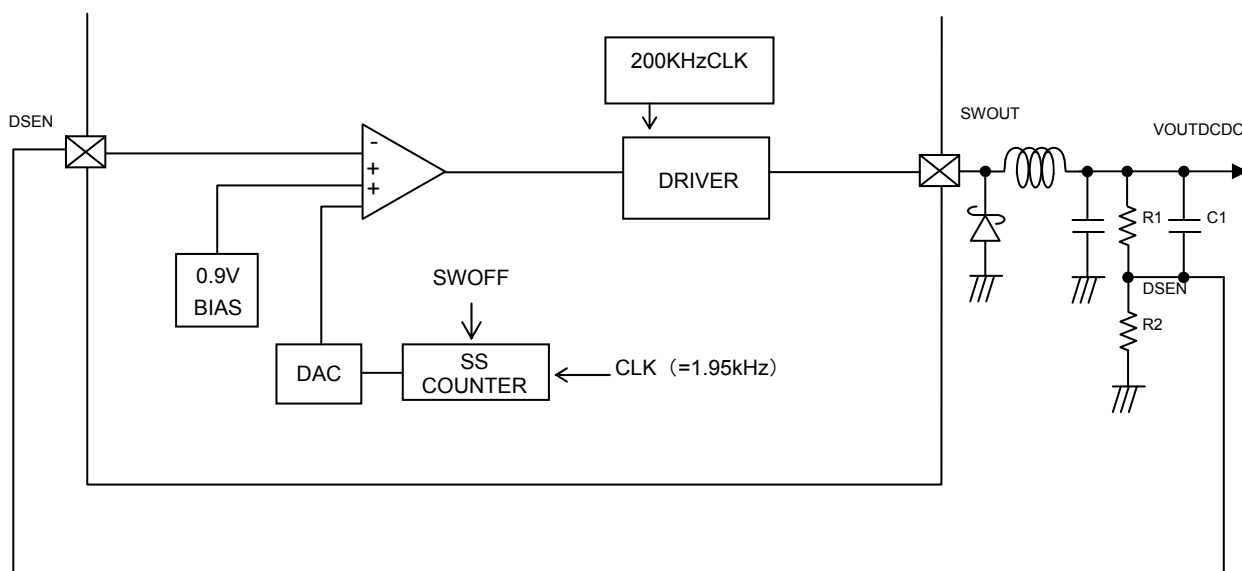 200KHzCLK
DSEN
SWOUT
VOUTDCDC
-
+
+
DRIVER
R1
C1
0.9V
BIAS
SWOFF
DSEN
R2
DAC
SS
COUNTER
CLK（=1.95kHz）